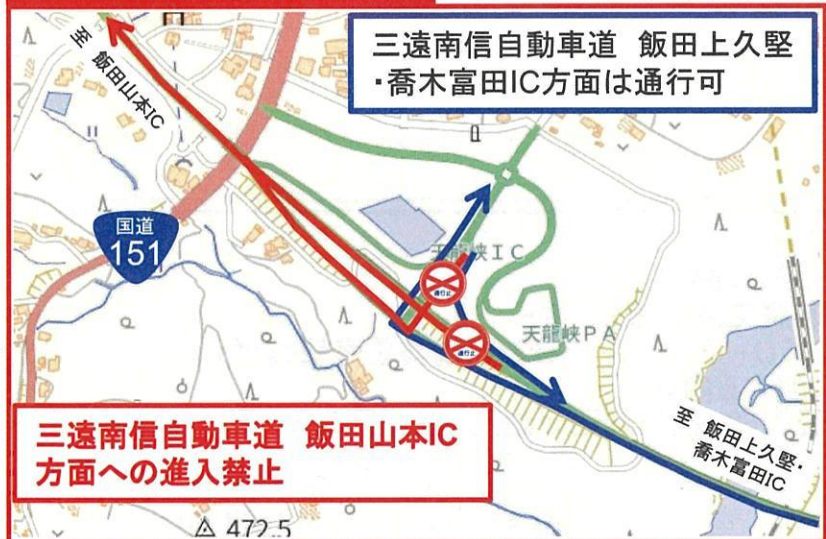 三遠南信自動車道 飯田上久堅
・喬木富田IC方面は通行可
至 飯田山本IC
国道
151
天龍峡IC
通行止
通行止
天龍峡PA
三遠南信自動車道 飯田山本IC
方面への進入禁止
至 飯田上久堅・
喬木富田IC
472.5